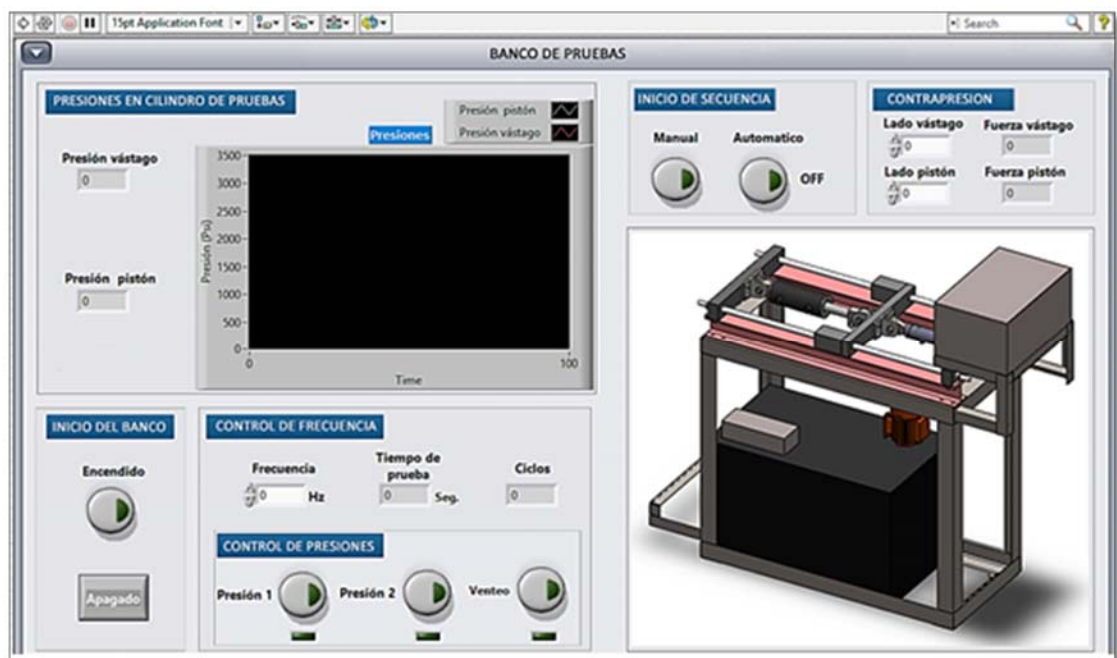 15pt Application Font
Search
BANCO DE PRUEBAS
PRESIONES EN CILINDRO DE PRUEBAS
Presión pistón
Presión vástago
Presiones
Presión vástago
0
Presión pistón
0
Presión (Psi)
3500
3000
2500
2000
1500
1000
500
0
0
100
Time
INICIO DE SECUENCIA
Manual
Automatico
OFF
CONTRAPRESION
Lado vástago
Fuerza vástago
0
0
Lado pistón
Fuerza pistón
0
0
INICIO DEL BANCO
Encendido
Apagado
CONTROL DE FRECUENCIA
Frecuencia
0 Hz
Tiempo de
prueba
0 Seg.
Ciclos
0
CONTROL DE PRESIONES
Presión 1
Presión 2
Venteo